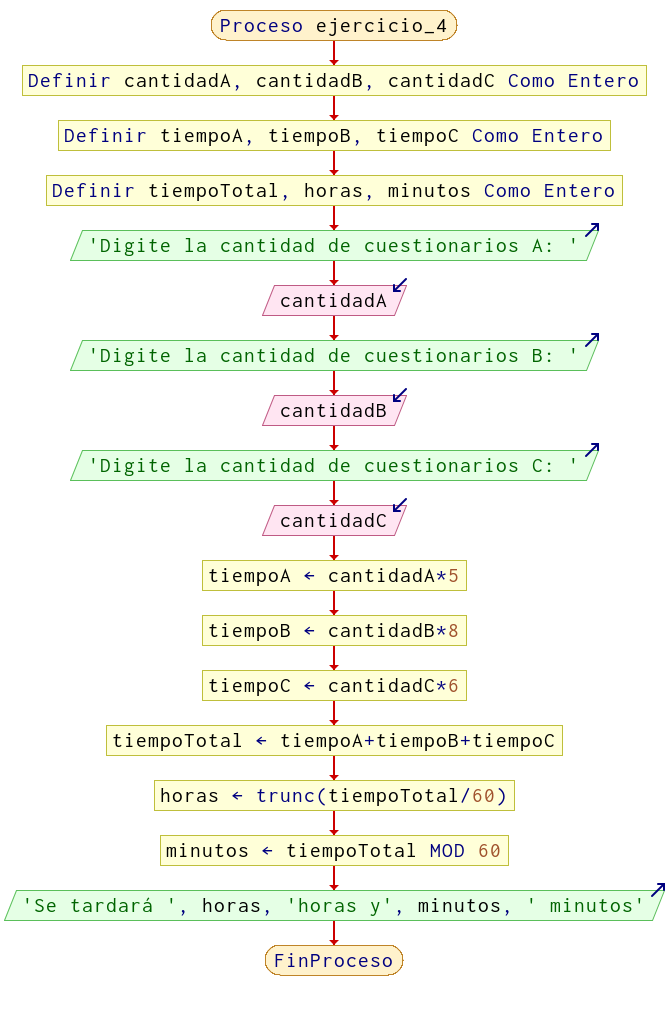 Proceso ejercicio_4
Definir cantidadA, cantidadB, cantidadC Como Entero
Definir tiempoA, tiempoB, tiempoC Como Entero
Definir tiempoTotal, horas, minutos Como Entero
'Digite la cantidad de cuestionarios A: '
cantidadA
'Digite la cantidad de cuestionarios B: '
cantidadB
'Digite la cantidad de cuestionarios C: '
cantidadC
tiempoA ← cantidadA*5
tiempoB ← cantidadB*8
tiempoC ← cantidadC*6
tiempoTotal ← tiempoA+tiempoB+tiempoC
horas ← trunc(tiempoTotal/60)
minutos ← tiempoTotal MOD 60
'Se tardará ', horas, 'horas y', minutos, ' minutos'
FinProceso